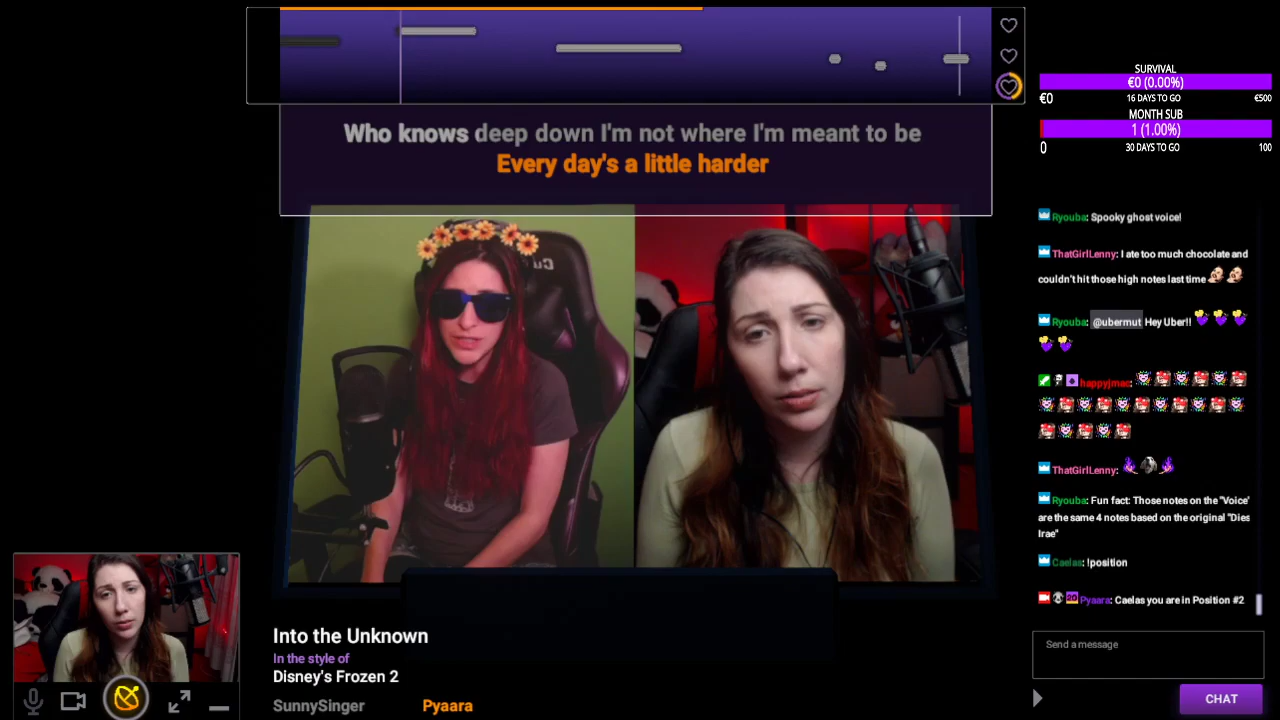 Who knows deep down I'm not where I'm meant to be
Every day's a little harder
SURVIVAL
€0 (0.00%)
€0 16 DAYS TO GO €500
MONTH SUB
1 (1.00%)
0 30 DAYS TO GO 100
Ryouba: Spooky ghost voice!
ThatGirlLenny: I ate too much chocolate and
couldn't hit those high notes last time
Ryouba: @ubermut Hey Uber!!
happyjmac:
ThatGirlLenny:
Ryouba: Fun fact: Those notes on the "Voice"
are the same 4 notes based on the original "Dies
Irae"
Caelas: !position
Pyaara: Caelas you are in Position #2
Send a message
CHAT
Into the Unknown
In the style of
Disney's Frozen 2
SunnySinger Pyaara